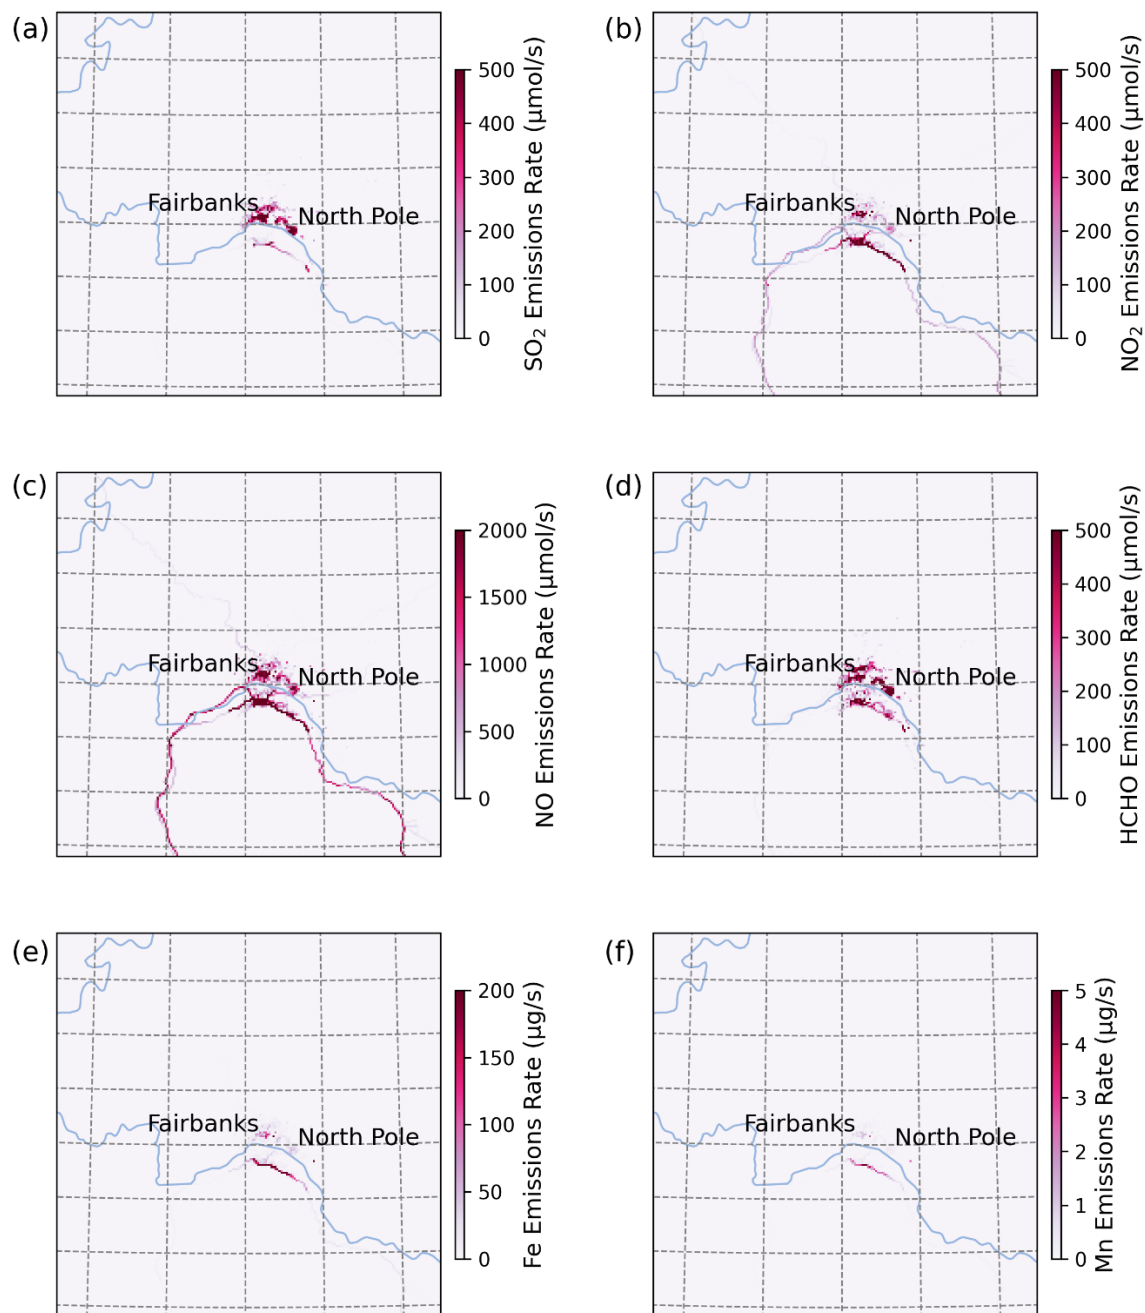 (a)
Fairbanks
North Pole
500
400
300
200
100
0
SO₂ Emissions Rate (μmol/s)
(b)
Fairbanks
North Pole
500
400
300
200
100
0
NO₂ Emissions Rate (μmol/s)
(c)
Fairbanks
North Pole
2000
1500
1000
500
0
NO Emissions Rate (μmol/s)
(d)
Fairbanks
North Pole
500
400
300
200
100
0
HCHO Emissions Rate (μmol/s)
(e)
Fairbanks
North Pole
200
150
100
50
0
Fe Emissions Rate (μg/s)
(f)
Fairbanks
North Pole
5
4
3
2
1
0
Mn Emissions Rate (μg/s)